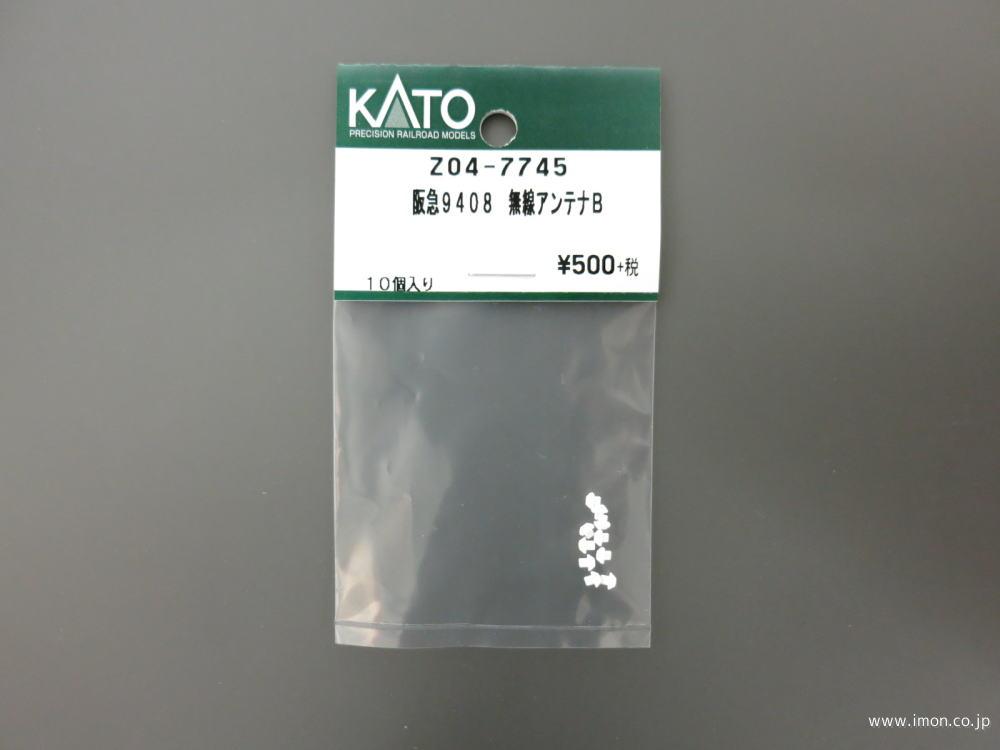 KATO
PRECISION RAILROAD MODELS
Z04-7745
阪急9408 無線アンテナB
¥500+税
10個入り
www.imon.co.jp